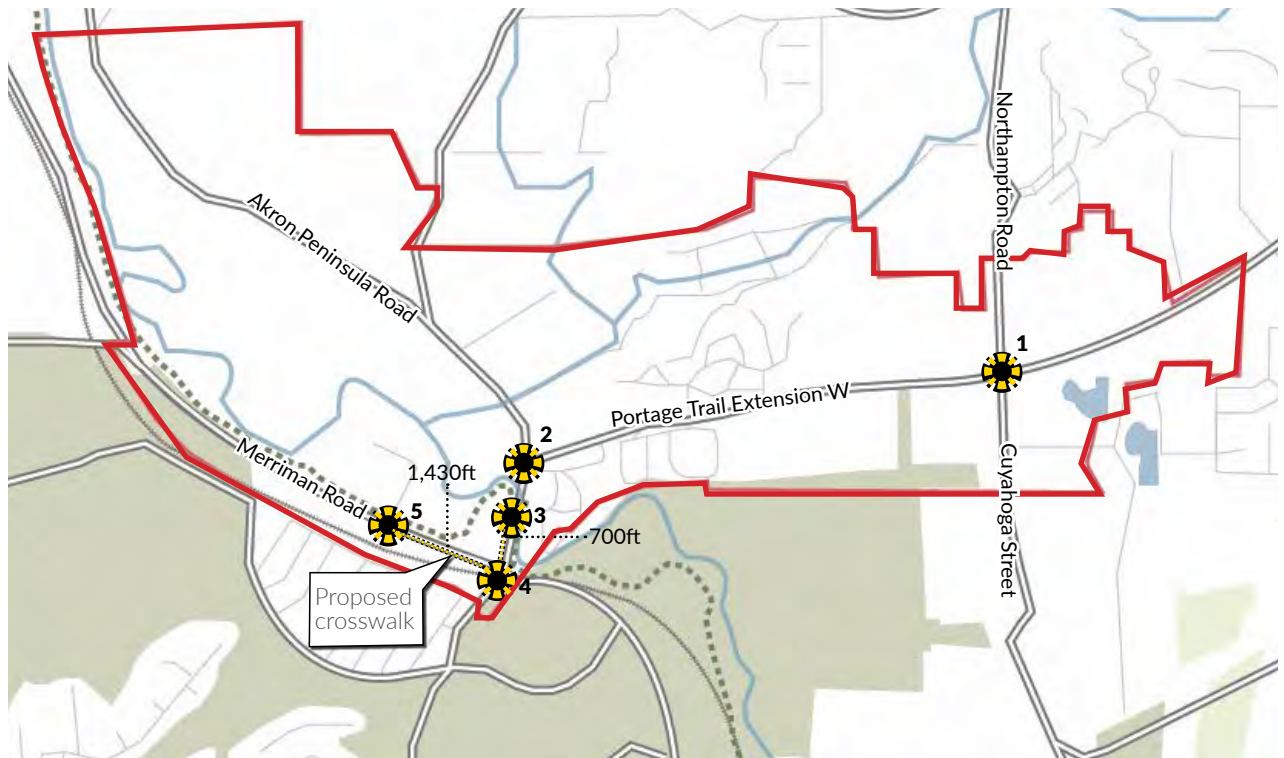 Northampton Road
Akron Peninsula Road
1
Portage Trail Extension W
2
Merriman Road
1,430ft
Cuyahoga Street
5
3
700ft
4
Proposed
crosswalk